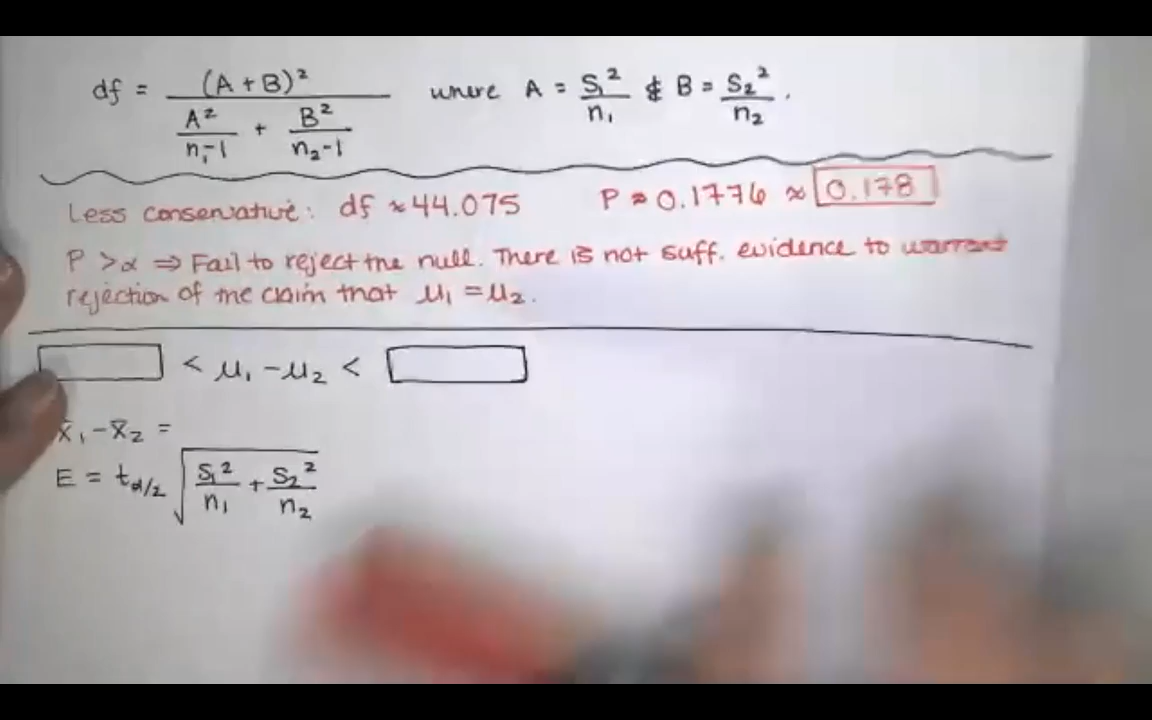 df = (A + B)² / (A²/(n₁-1) + B²/(n₂-1)) where A = S₁²/n₁ & B = S₂²/n₂.
Less conservative: df ≈ 44.075 P ≈ 0.1776 ≈ 0.178
P > α ⇒ Fail to reject the null. There is not suff. evidence to warrant
rejection of the claim that μ₁ = μ₂.
< μ₁ - μ₂ <
x̄₁ - x̄₂ =
E = t_α/2 √(S₁²/n₁ + S₂²/n₂)